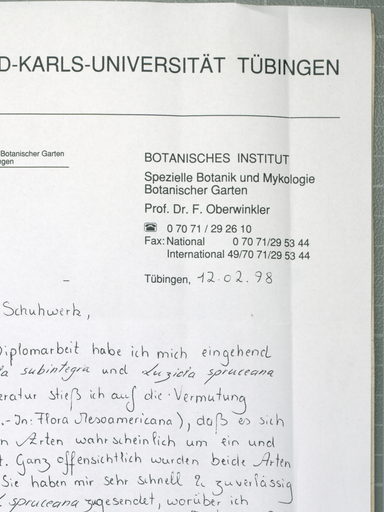 D-KARLS-UNIVERSITÄT TÜBINGEN
Botanischer Garten
ngen
BOTANISCHES INSTITUT
Spezielle Botanik und Mykologie
Botanischer Garten
Prof. Dr. F. Oberwinkler
☎ 0 70 71 / 29 26 10
Fax: National 0 70 71/29 53 44
International 49/70 71/29 53 44
Tübingen, 12.02.98
Schuhwerk,
Diplomarbeit habe ich mich eingehend
la subintegra und Luziola spruceana
eratur stieß ich auf die Vermutung
.- In: Flora Mesoamericana), daß es sich
n Arten wahrscheinlich um ein und
t. Ganz offensichtlich wurden beide Arten
Sie haben mir sehr schnell & zuverlässig
spruceana zugesendet, worüber ich